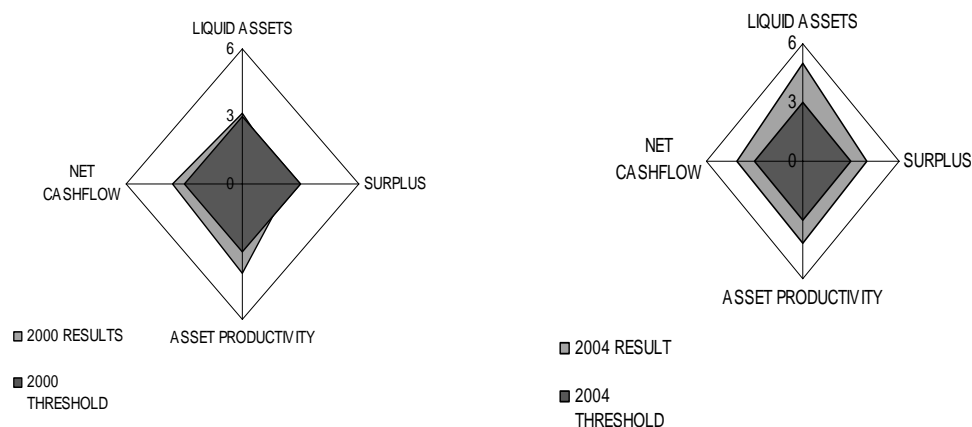 LIQUID ASSETS
6
3
0
NET
CASHFLOW
SURPLUS
ASSET PRODUCTIVITY
2000 RESULTS
2000
THRESHOLD
LIQUID ASSETS
6
3
0
NET
CASHFLOW
SURPLUS
ASSET PRODUCTIVITY
2004 RESULT
2004
THRESHOLD